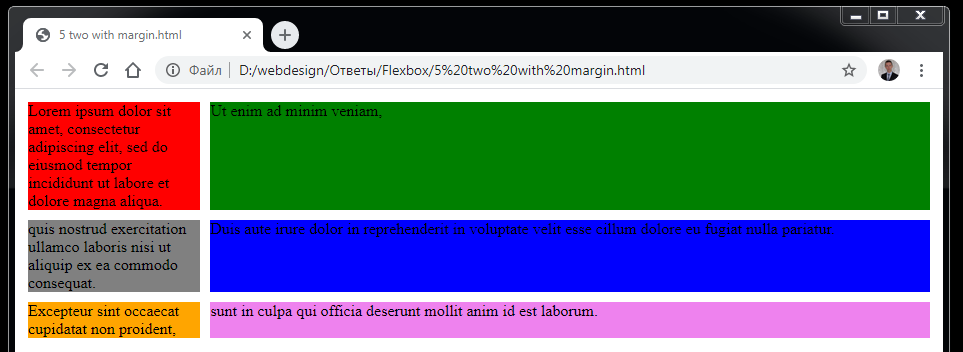 5 two with margin.html
Файл D:/webdesign/Ответы/Flexbox/5%20two%20with%20margin.html
Lorem ipsum dolor sit
amet, consectetur
adipiscing elit, sed do
eiusmod tempor
incididunt ut labore et
dolore magna aliqua.
Ut enim ad minim veniam,
quis nostrud exercitation
ullamco laboris nisi ut
aliquip ex ea commodo
consequat.
Duis aute irure dolor in reprehenderit in voluptate velit esse cillum dolore eu fugiat nulla pariatur.
Excepteur sint occaecat
cupidatat non proident,
sunt in culpa qui officia deserunt mollit anim id est laborum.